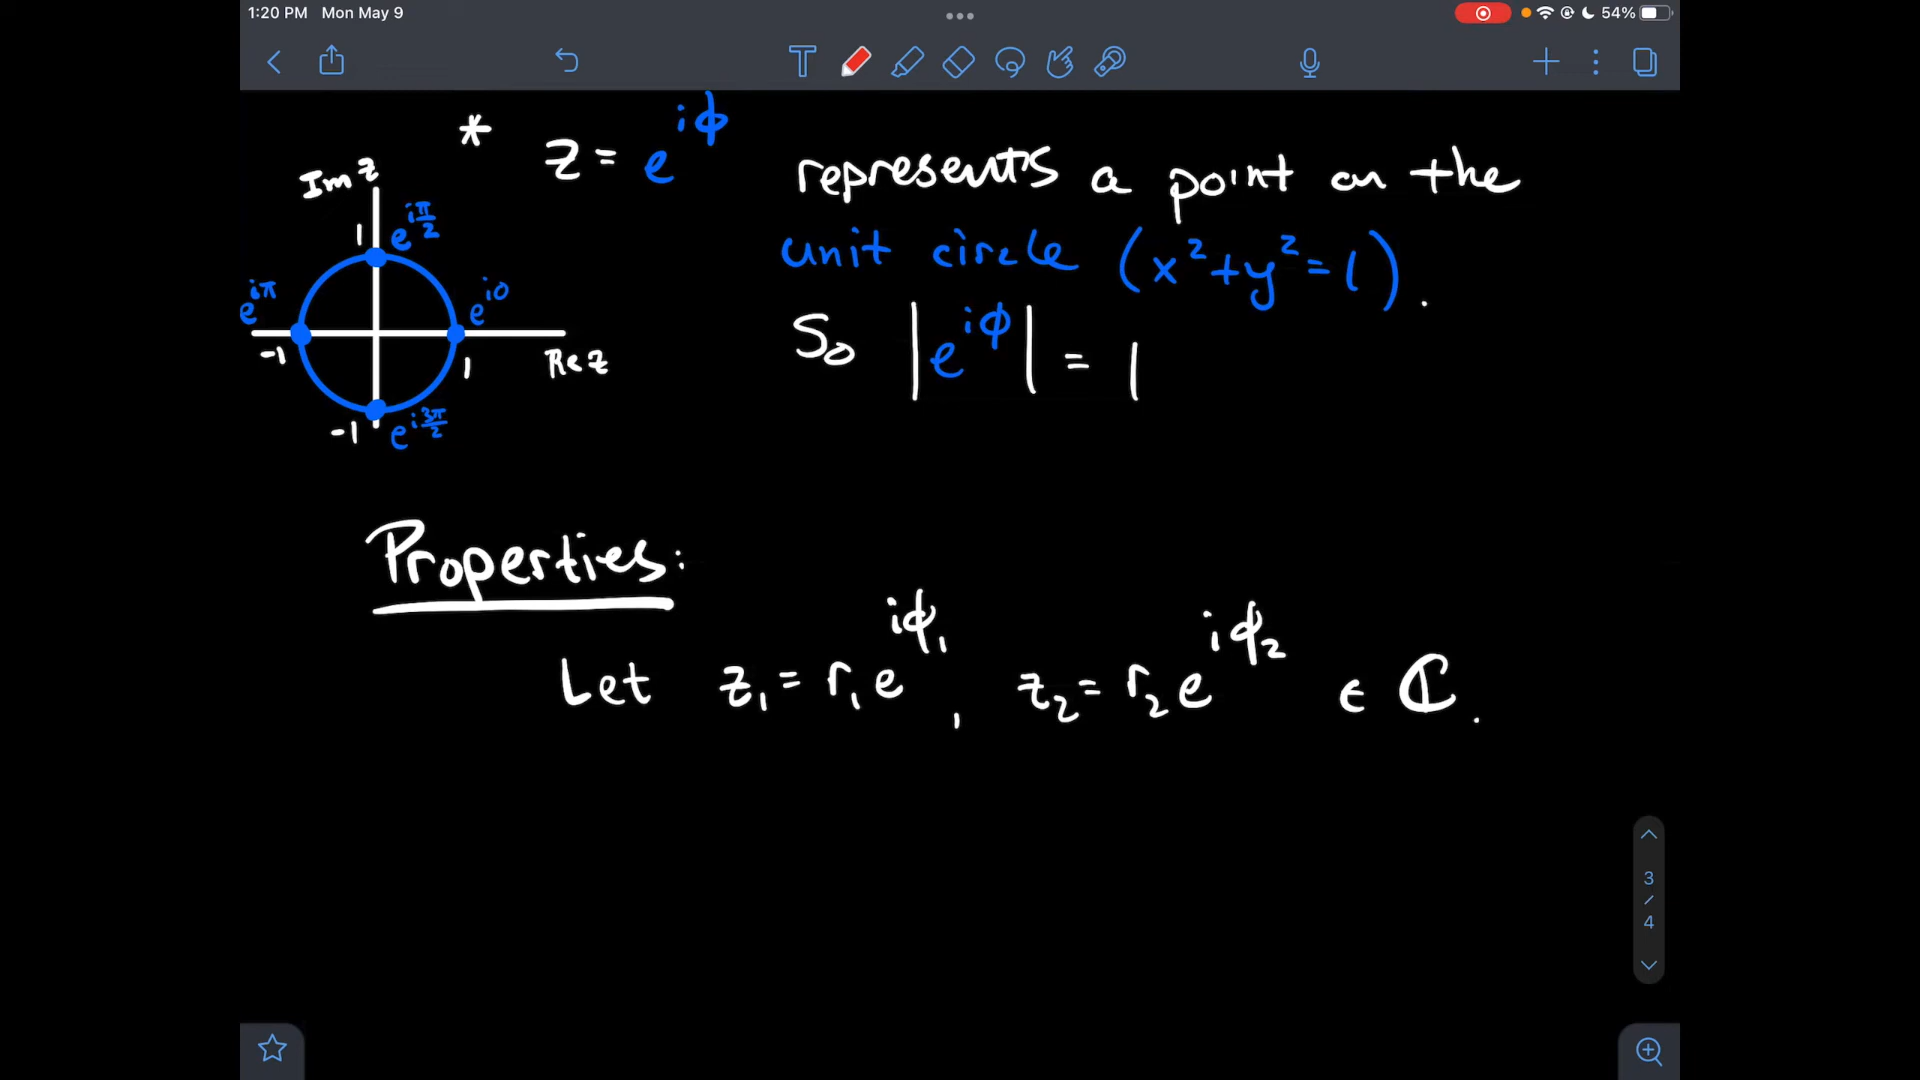 1:20 PM Mon May 9
54%
* z = e^{iϕ} represents a point on the
unit circle (x²+y²=1).
So |e^{iϕ}| = 1
Im z
1
e^{iπ/2}
e^{iπ}
e^{i0}
-1
1
Re z
-1
e^{i3π/2}
Properties:
Let z₁ = r₁e^{iϕ₁}, z₂ = r₂e^{iϕ₂} ∈ ℂ.
3
/
4